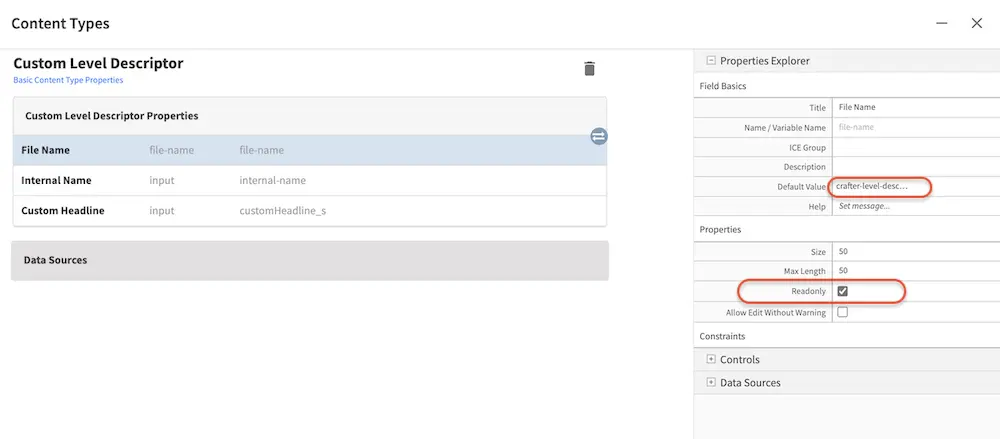 Content Types
Custom Level Descriptor
Basic Content Type Properties
Custom Level Descriptor Properties
File Name file-name file-name
Internal Name input internal-name
Custom Headline input customHeadline_s
Data Sources
Properties Explorer
Field Basics
Title File Name
Name / Variable Name file-name
ICE Group
Description
Default Value crafter-level-desc...
Help Set message...
Properties
Size 50
Max Length 50
Readonly
Allow Edit Without Warning
Constraints
Controls
Data Sources